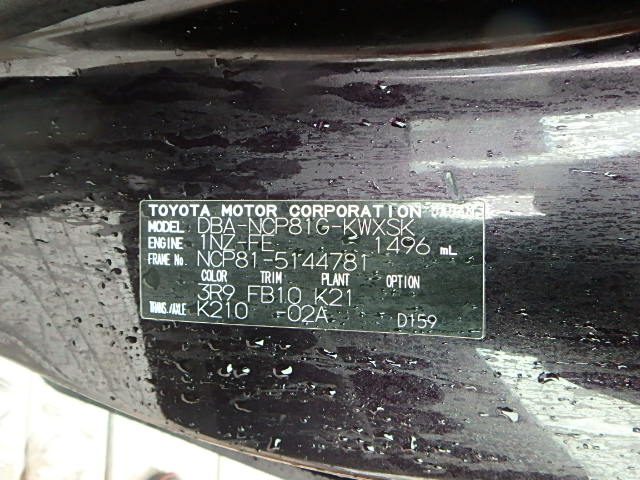 TOYOTA MOTOR CORPORATION JAPAN
MODEL DBA-NCP81G-KWXSK
ENGINE 1NZ-FE 1496 mL
FRAME No. NCP81-5144781
COLOR TRIM PLANT OPTION
3R9 FB10 K21
TRANS./AXLE K210 -02A D159